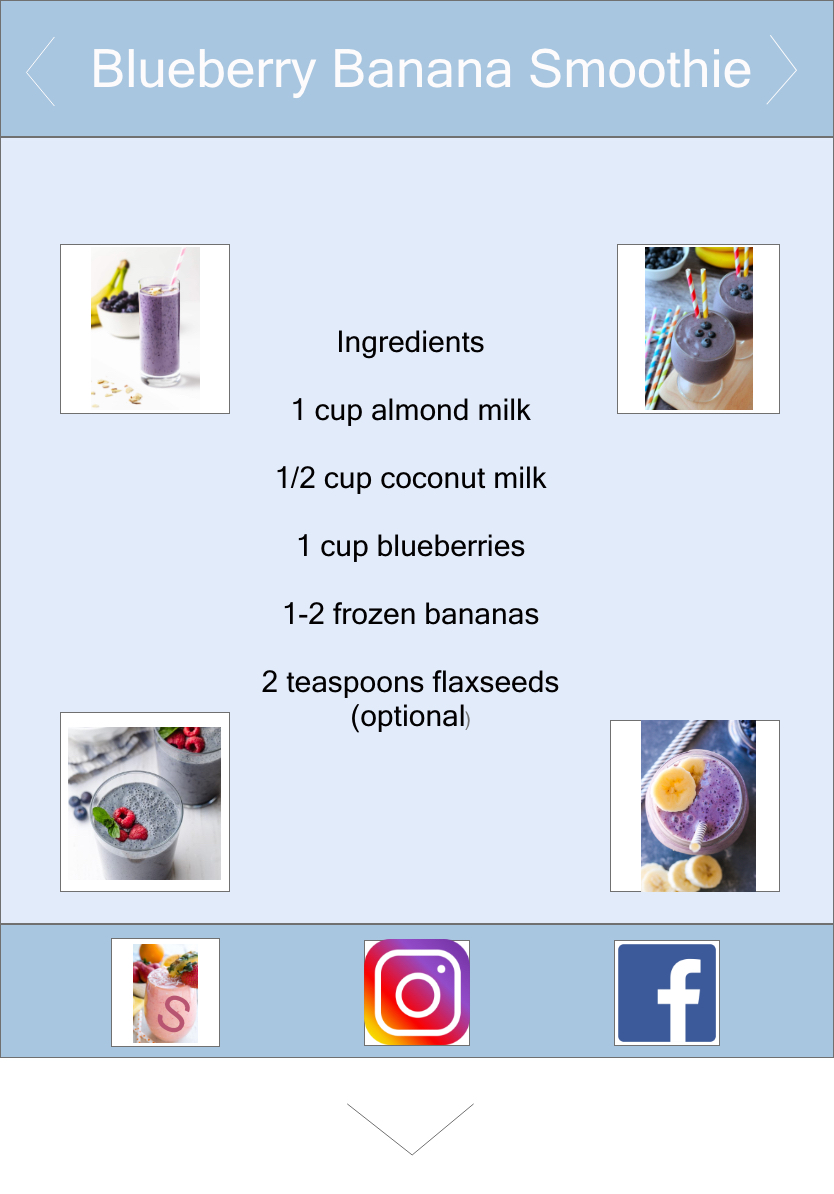 Blueberry Banana Smoothie
Ingredients
1 cup almond milk
1/2 cup coconut milk
1 cup blueberries
1-2 frozen bananas
2 teaspoons flaxseeds
(optional)
S
f